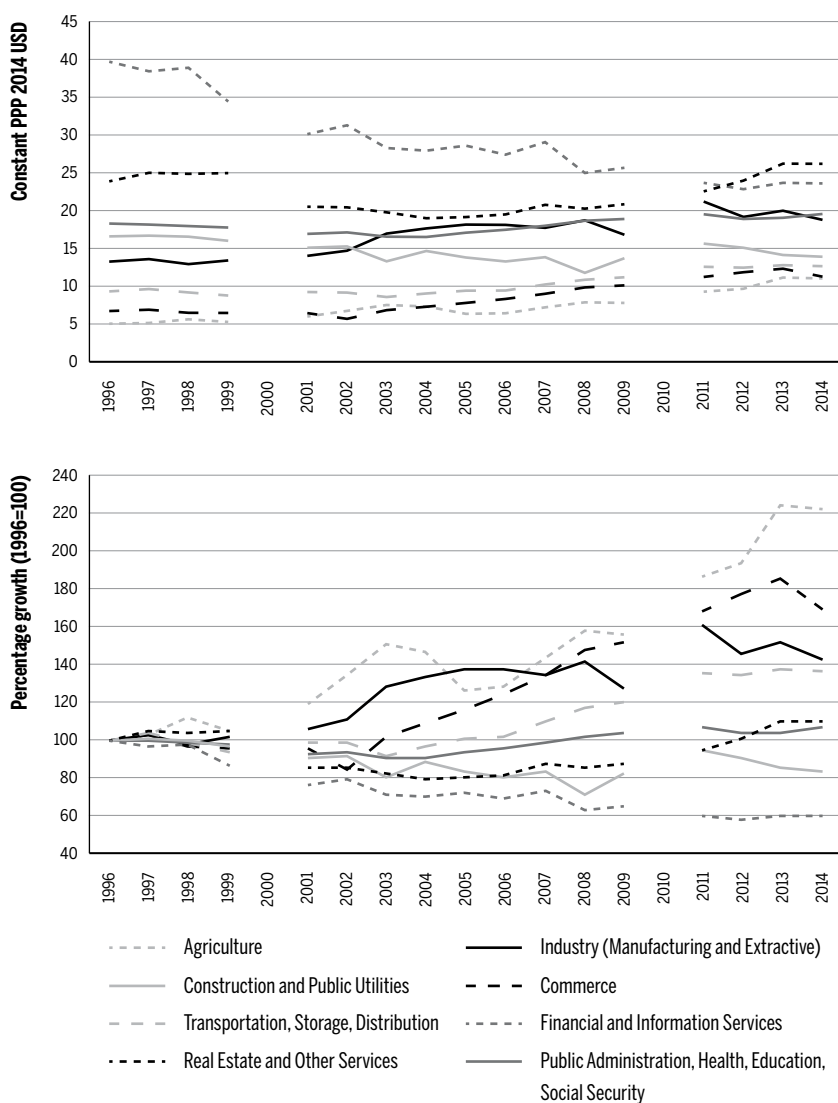 Constant PPP 2014 USD
45
40
35
30
25
20
15
10
5
0
1996 1997 1998 1999 2000 2001 2002 2003 2004 2005 2006 2007 2008 2009 2010 2011 2012 2013 2014
Percentage growth (1996=100)
240
220
200
180
160
140
120
100
80
60
40
1996 1997 1998 1999 2000 2001 2002 2003 2004 2005 2006 2007 2008 2009 2010 2011 2012 2013 2014
Agriculture
Industry (Manufacturing and Extractive)
Construction and Public Utilities
Commerce
Transportation, Storage, Distribution
Financial and Information Services
Real Estate and Other Services
Public Administration, Health, Education,
Social Security